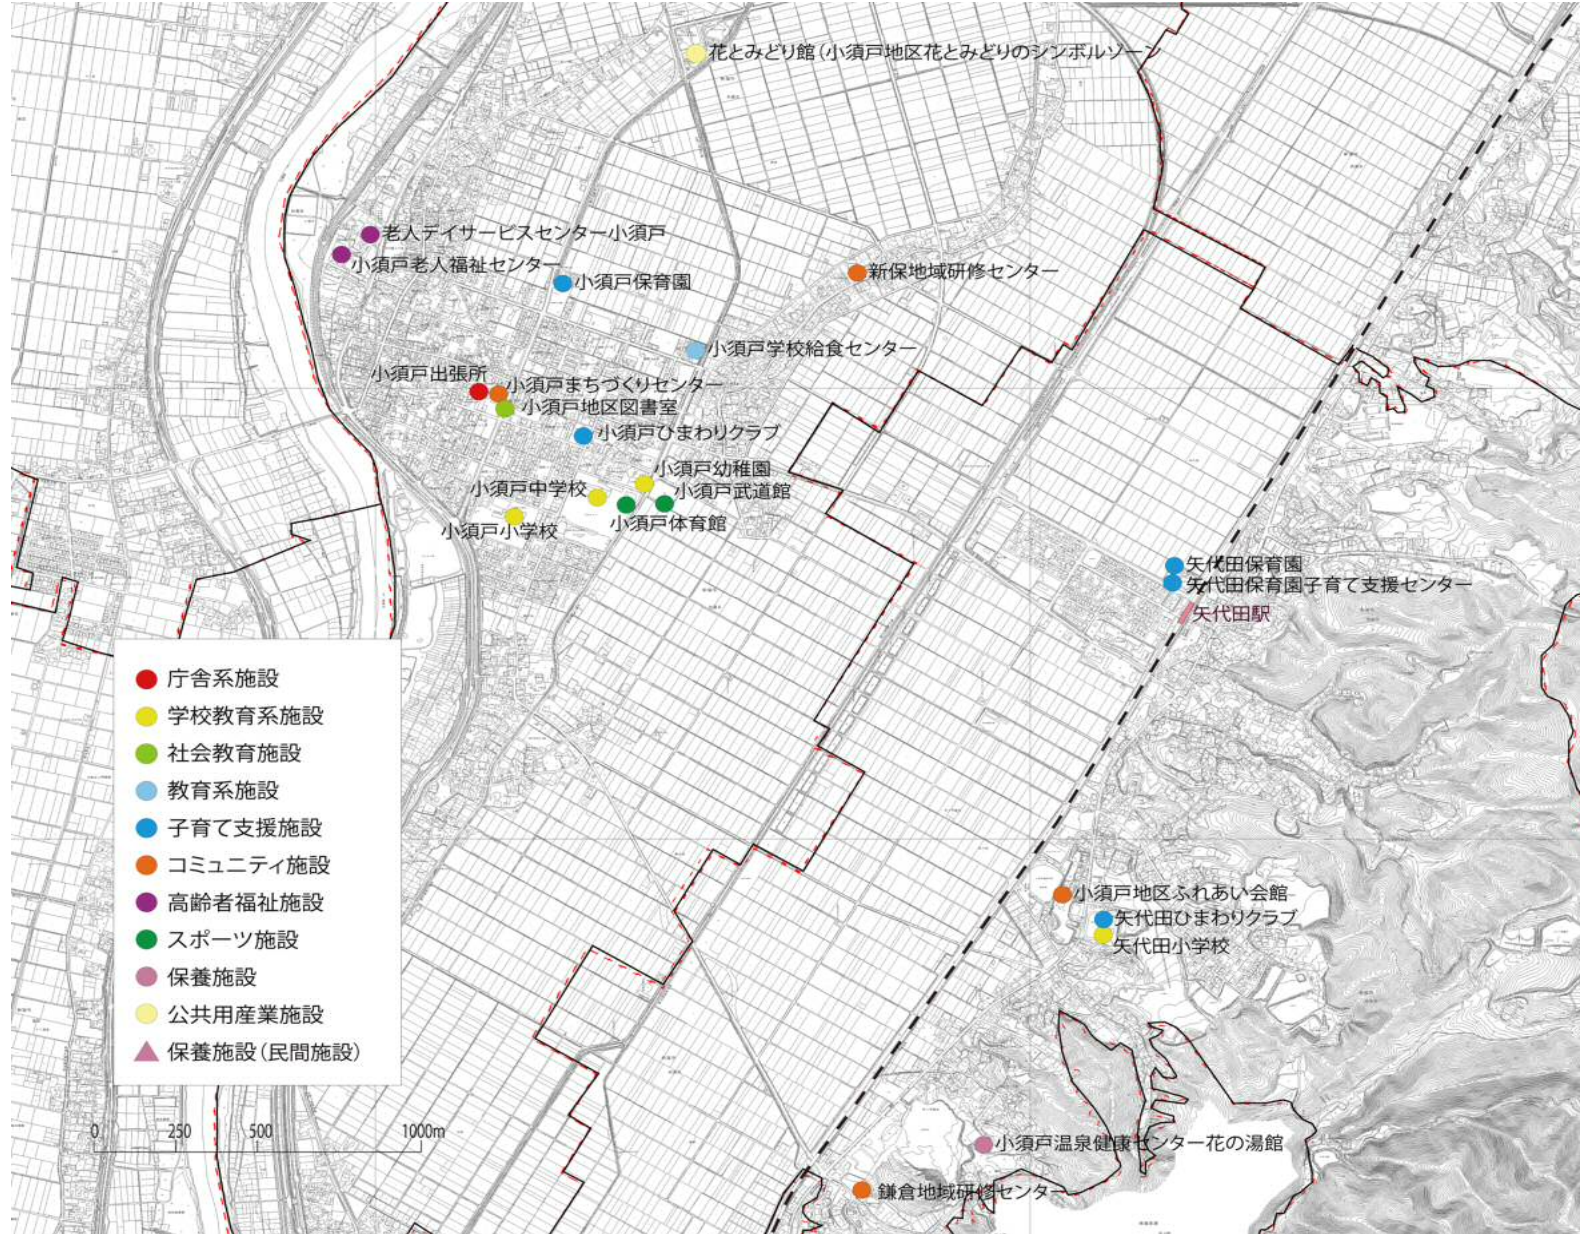 花とみどり館(小須戸地区花とみどりのシンボルゾーン
老人デイサービスセンター小須戸
小須戸老人福祉センター
小須戸保育園
新保地域研修センター
小須戸学校給食センター
小須戸出張所
小須戸まちづくりセンター
小須戸地区図書室
小須戸ひまわりクラブ
小須戸幼稚園
小須戸中学校
小須戸武道館
小須戸体育館
小須戸小学校
矢代田保育園
矢代田保育園子育て支援センター
矢代田駅
庁舎系施設
学校教育系施設
社会教育施設
教育系施設
子育て支援施設
コミュニティ施設
高齢者福祉施設
スポーツ施設
保養施設
公共用産業施設
保養施設(民間施設)
小須戸地区ふれあい会館
矢代田ひまわりクラブ
矢代田小学校
0 250 500 1000m
小須戸温泉健康センター花の湯館
鎌倉地域研修センター